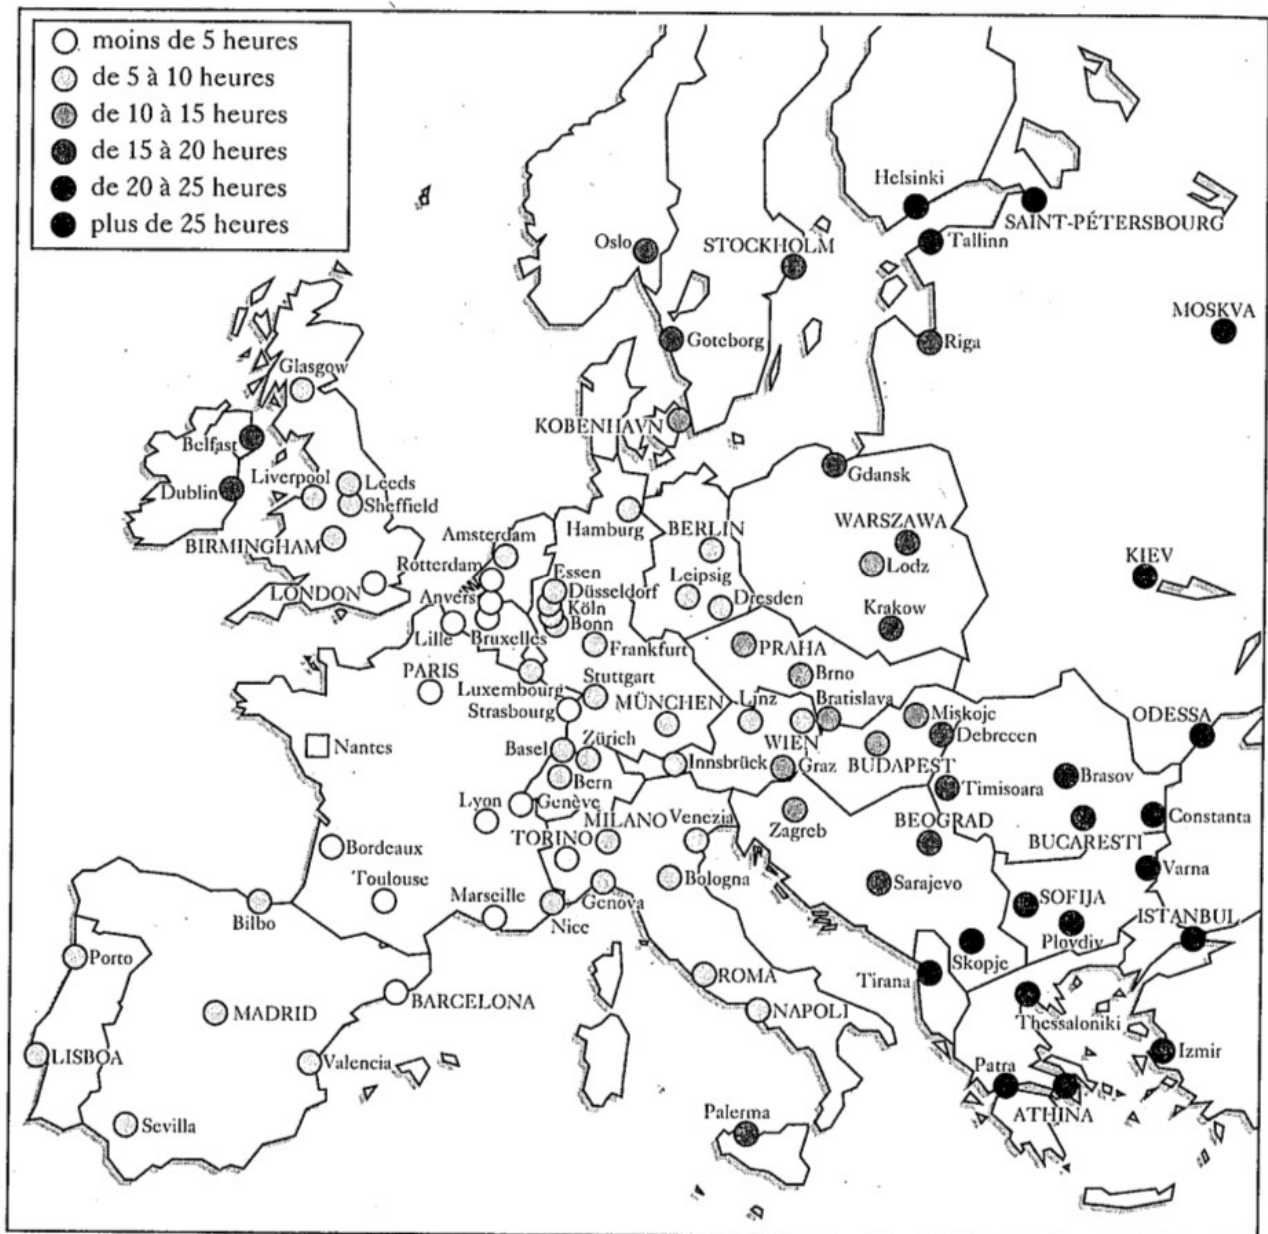 moins de 5 heures
de 5 à 10 heures
de 10 à 15 heures
de 15 à 20 heures
de 20 à 25 heures
plus de 25 heures
Helsinki
SAINT-PÉTERSBOURG
Oslo
STOCKHOLM
Tallinn
MOSKVA
Goteborg
Riga
Glasgow
KOBENHAVN
Belfast
Gdansk
Liverpool
Leeds
Dublin
Sheffield
Hamburg
BERLIN
WARSZAWA
BIRMINGHAM
Amsterdam
KIEV
Rotterdam
Essen
Leipsig
Lodz
LONDON
Anvers
Düsseldorf
Dresden
Köln
Krakow
Lille
Bruxelles
Bonn
Frankfurt
PRAHA
PARIS
Luxembourg
Stuttgart
Brno
Strasbourg
MÜNCHEN
Linz
Bratislava
Miskojc
ODESSA
Nantes
Basel
Zürich
WIEN
Debrecen
Innsbrück
Graz
BUDAPEST
Bern
Timisoara
Brasov
Lyon
Genève
MILANO
Venezia
Zagreb
BEOGRAD
Constanta
TORINO
BUCARESTI
Bordeaux
Toulouse
Bologna
Sarajevo
Varna
Marseille
Genova
SOFIJA
Bilbo
Nice
Plovdiv
ISTANBUL
Porto
Skopje
ROMA
Tirana
BARCELONA
MADRID
NAPOLI
Thessaloniki
LISBOA
Valencia
Izmir
Patra
Palerma
ATHINA
Sevilla